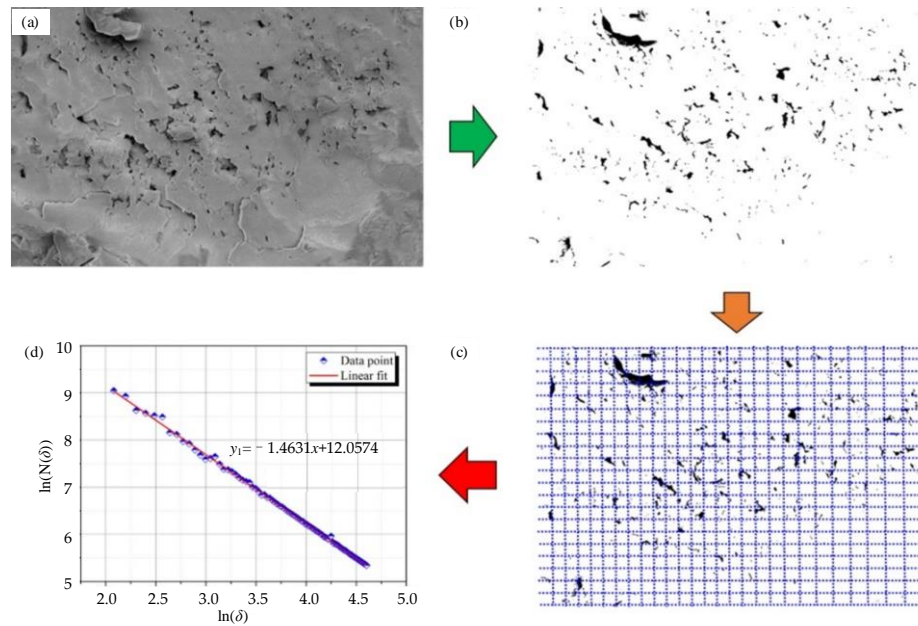 (a)
(b)
(d)
(c)
10
9
8
7
6
5
ln(N(δ))
Data point
Linear fit
y₁= − 1.4631x+12.0574
2.0 2.5 3.0 3.5 4.0 4.5 5.0
ln(δ)